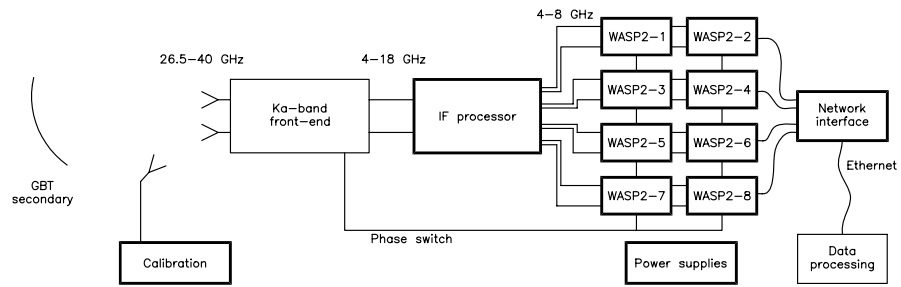 4-8 GHz
WASP2-1
WASP2-2
26.5-40 GHz
4-18 GHz
Ka-band
front-end
IF processor
WASP2-3
WASP2-4
Network
interface
WASP2-5
WASP2-6
Ethernet
GBT
secondary
WASP2-7
WASP2-8
Phase switch
Calibration
Power supplies
Data
processing